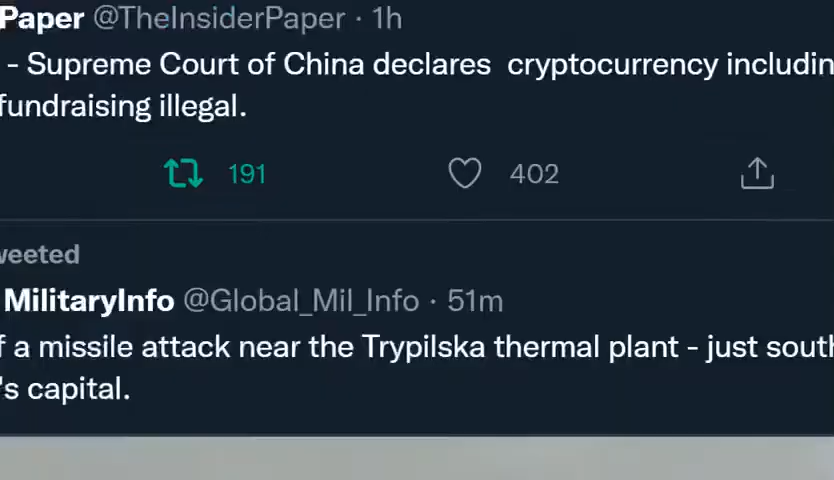 Paper @TheInsiderPaper · 1h
- Supreme Court of China declares cryptocurrency includin
fundraising illegal.
191 402
weeted
MilitaryInfo @Global_Mil_Info · 51m
f a missile attack near the Trypilska thermal plant - just south
's capital.